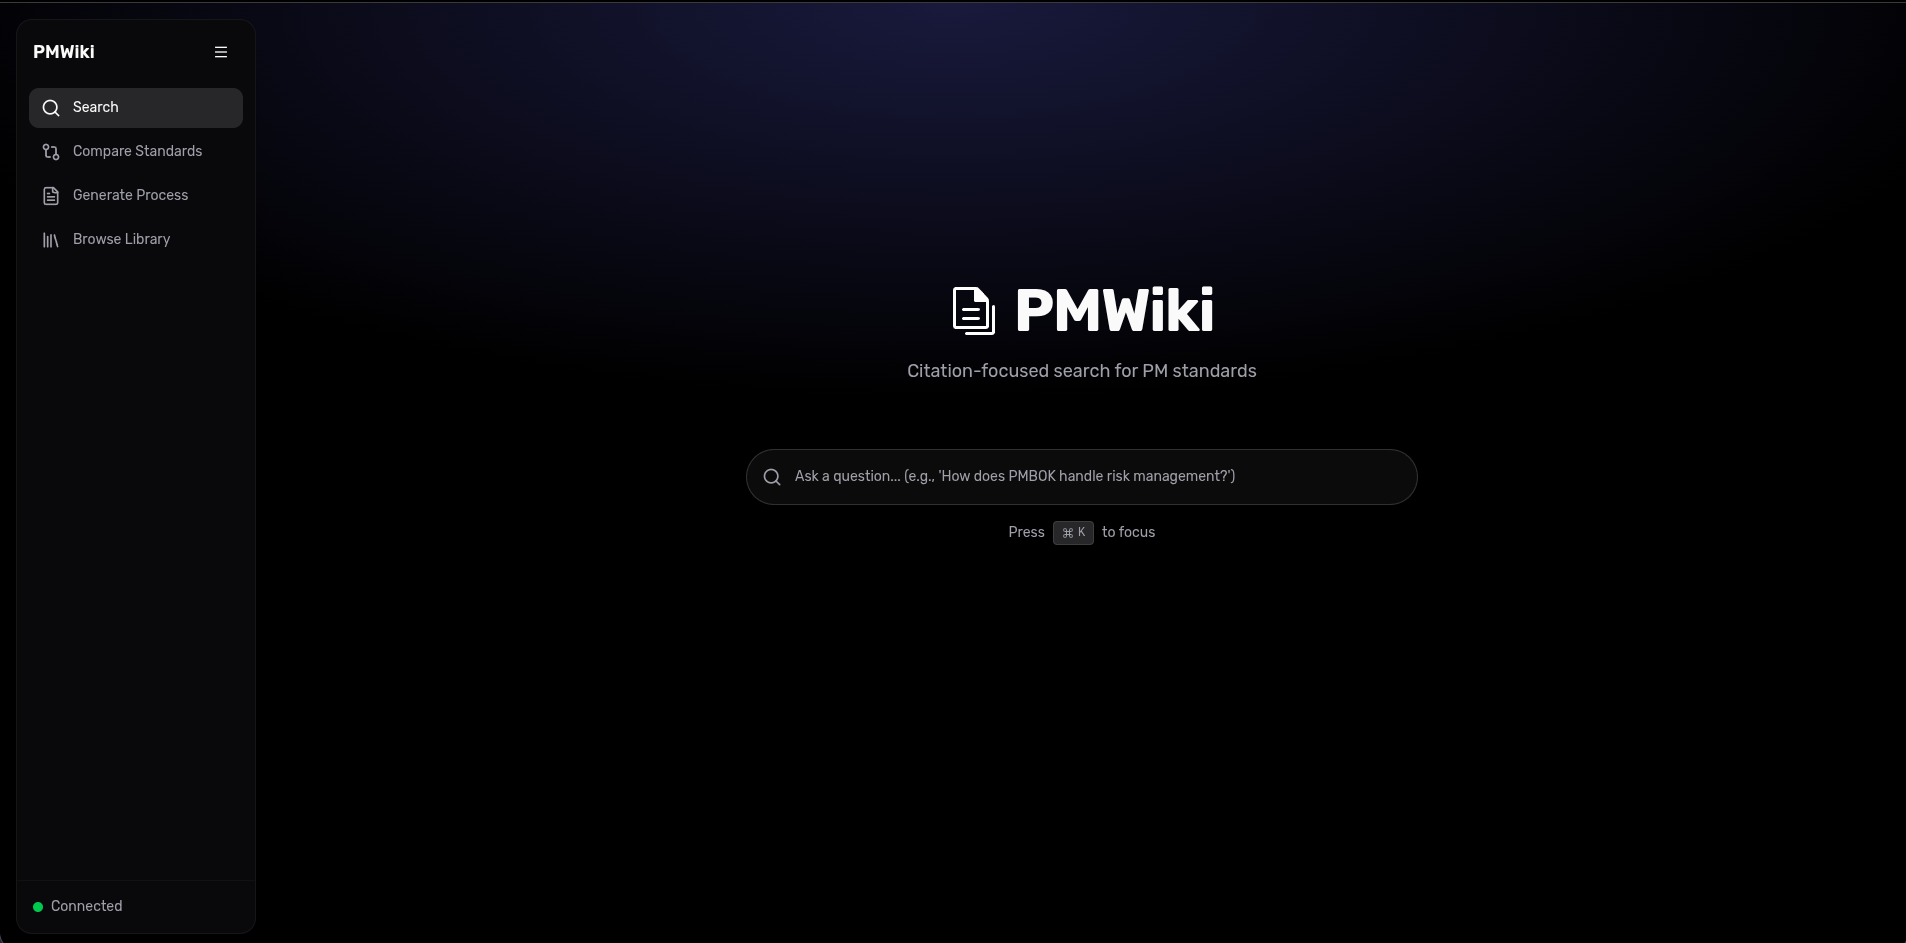 PMWiki
Search
Compare Standards
Generate Process
Browse Library
PMWiki
Citation-focused search for PM standards
Ask a question... (e.g., 'How does PMBOK handle risk management?')
Press ⌘ K to focus
Connected